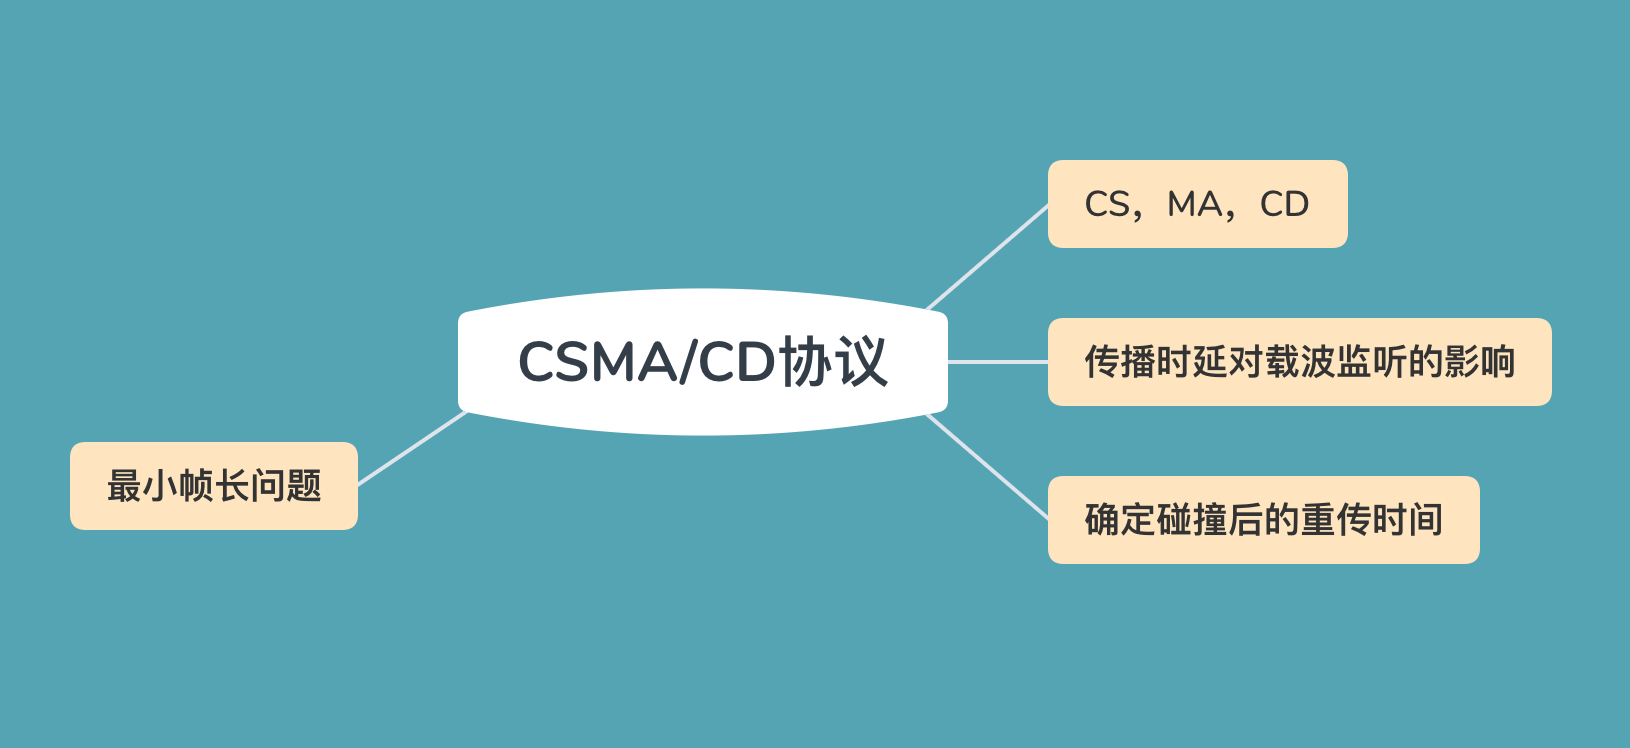 CS，MA，CD
CSMA/CD协议
传播时延对载波监听的影响
最小帧长问题
确定碰撞后的重传时间